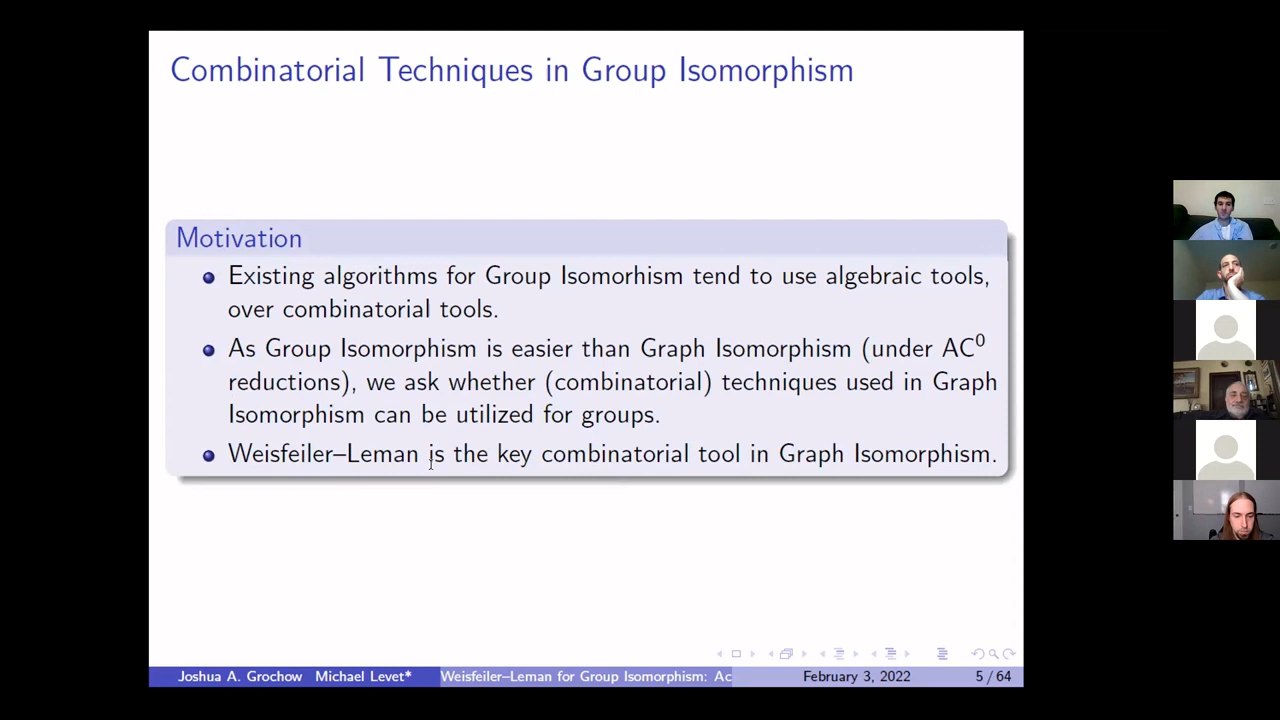 Combinatorial Techniques in Group Isomorphism
Motivation
Existing algorithms for Group Isomorhism tend to use algebraic tools,
over combinatorial tools.
As Group Isomorphism is easier than Graph Isomorphism (under AC⁰
reductions), we ask whether (combinatorial) techniques used in Graph
Isomorphism can be utilized for groups.
Weisfeiler–Leman is the key combinatorial tool in Graph Isomorphism.
Joshua A. Grochow Michael Levet* Weisfeiler–Leman for Group Isomorphism: Ac February 3, 2022 5 / 64